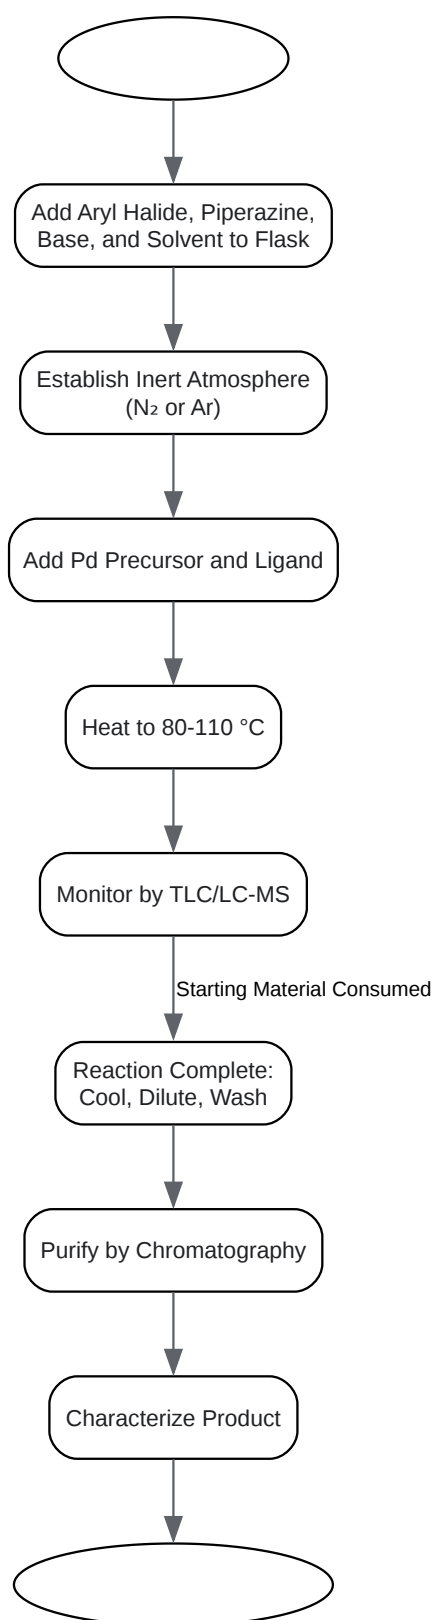 Add Aryl Halide, Piperazine,
Base, and Solvent to Flask
Establish Inert Atmosphere
(N₂ or Ar)
Add Pd Precursor and Ligand
Heat to 80-110 °C
Monitor by TLC/LC-MS
Starting Material Consumed
Reaction Complete:
Cool, Dilute, Wash
Purify by Chromatography
Characterize Product